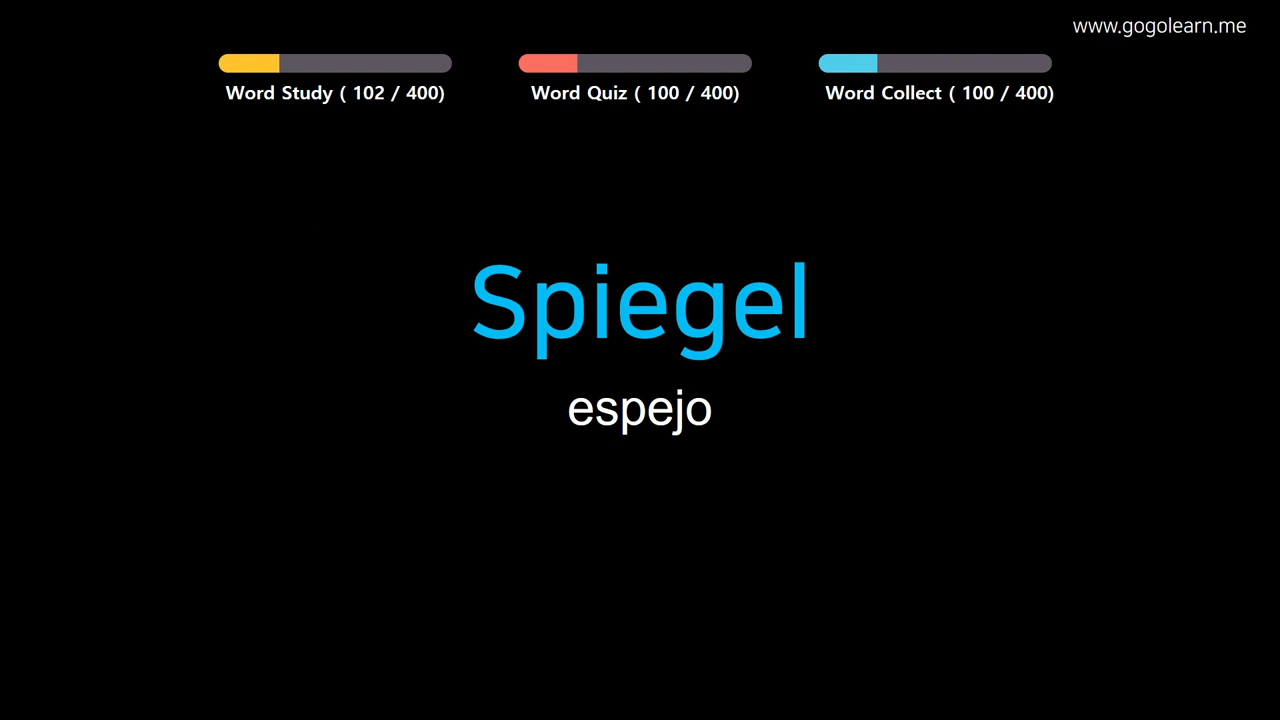 www.gogolearn.me
Word Study ( 102 / 400)
Word Quiz ( 100 / 400)
Word Collect ( 100 / 400)
Spiegel
espejo